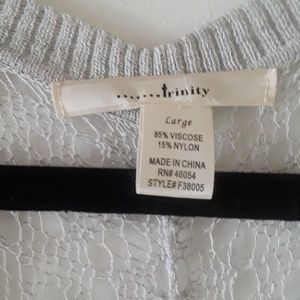 ......trinity
Large
85% VISCOSE
15% NYLON
MADE IN CHINA
RN# 46054
STYLE# F38005